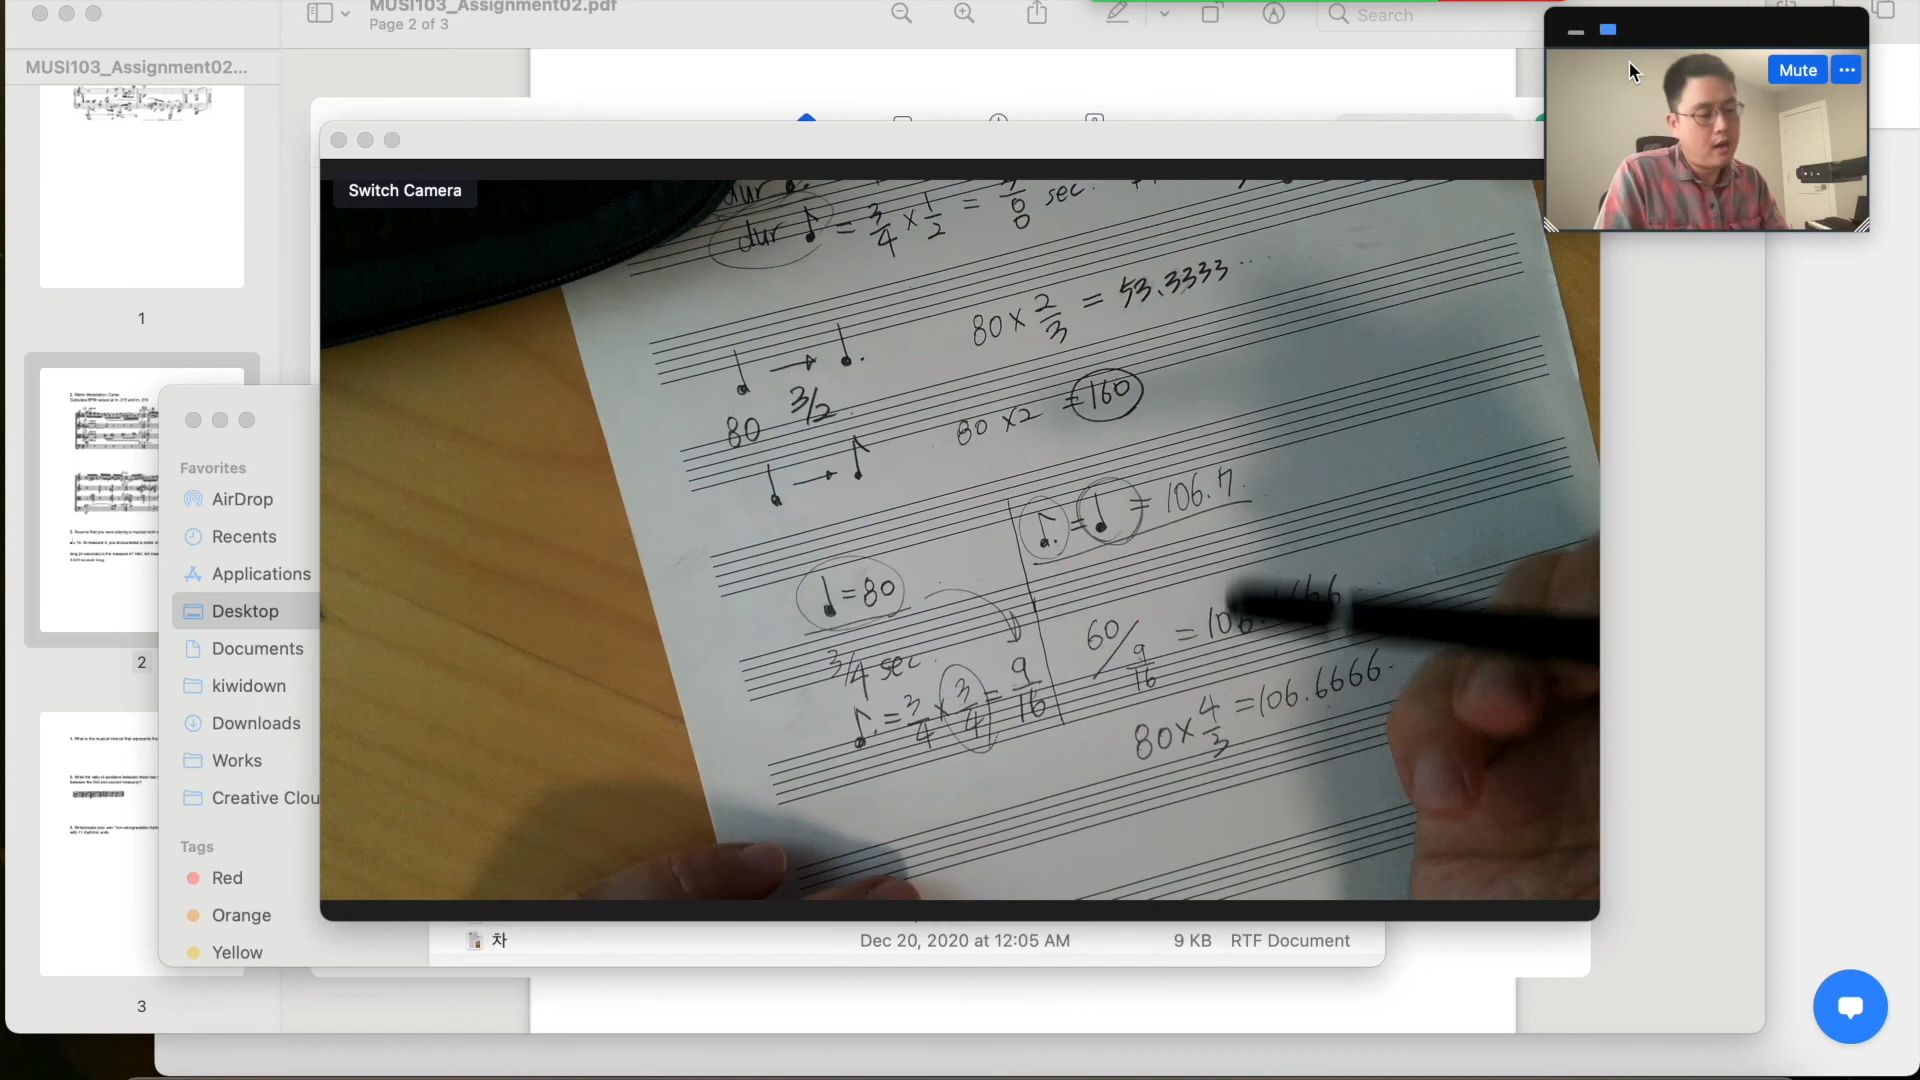 MUSI103_Assignment02.pdf
Page 2 of 3
Search
MUSI103_Assignment02...
1
2
3
Mute
Switch Camera
Favorites
AirDrop
Recents
Applications
Desktop
Documents
kiwidown
Downloads
Works
Creative Clou
Tags
Red
Orange
Yellow
dur
dur ♪ = 3/4 × 1/2 = sec.
♩ → ♩. 80 × 2/3 = 53.3333...
80 3/2
♩ → ♪ 80 × 2 = 160
♪. = ♩ = 106.7
♩ = 80
3/4 sec.
♪. = 3/4 × 3/4 = 9/16
60/ 9/16 = 106.
80 × 4/3 = 106.6666.
차 Dec 20, 2020 at 12:05 AM 9 KB RTF Document